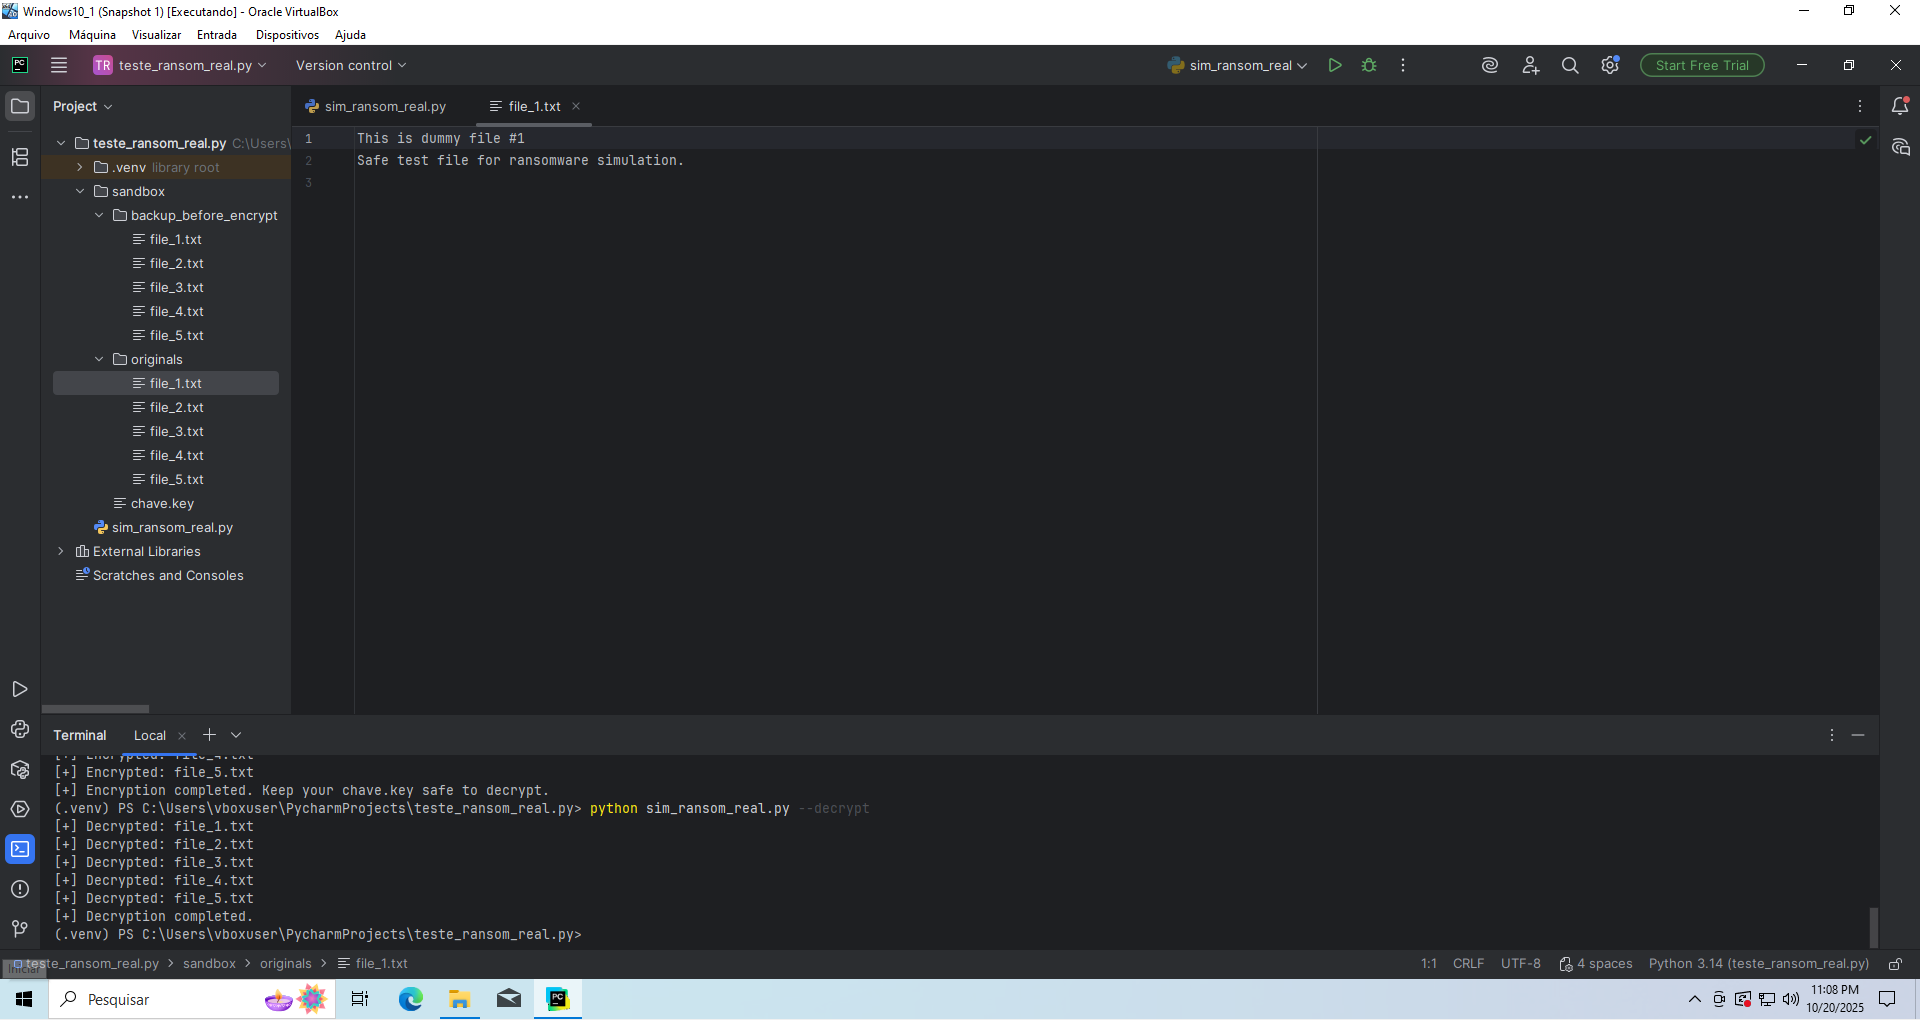 Windows10_1 (Snapshot 1) [Executando] - Oracle VirtualBox
Arquivo Máquina Visualizar Entrada Dispositivos Ajuda
PC TR teste_ransom_real.py Version control sim_ransom_real Start Free Trial
Project sim_ransom_real.py file_1.txt
teste_ransom_real.py C:\Users\
.venv library root
sandbox
backup_before_encrypt
file_1.txt
file_2.txt
file_3.txt
file_4.txt
file_5.txt
originals
file_1.txt
file_2.txt
file_3.txt
file_4.txt
file_5.txt
chave.key
sim_ransom_real.py
External Libraries
Scratches and Consoles
1 This is dummy file #1
2 Safe test file for ransomware simulation.
3
Terminal Local
[+] Encrypted: file_4.txt
[+] Encrypted: file_5.txt
[+] Encryption completed. Keep your chave.key safe to decrypt.
(.venv) PS C:\Users\vboxuser\PycharmProjects\teste_ransom_real.py> python sim_ransom_real.py --decrypt
[+] Decrypted: file_1.txt
[+] Decrypted: file_2.txt
[+] Decrypted: file_3.txt
[+] Decrypted: file_4.txt
[+] Decrypted: file_5.txt
[+] Decryption completed.
(.venv) PS C:\Users\vboxuser\PycharmProjects\teste_ransom_real.py>
teste_ransom_real.py > sandbox > originals > file_1.txt 1:1 CRLF UTF-8 4 spaces Python 3.14 (teste_ransom_real.py)
Iniciar
Pesquisar PC 11:08 PM
10/20/2025